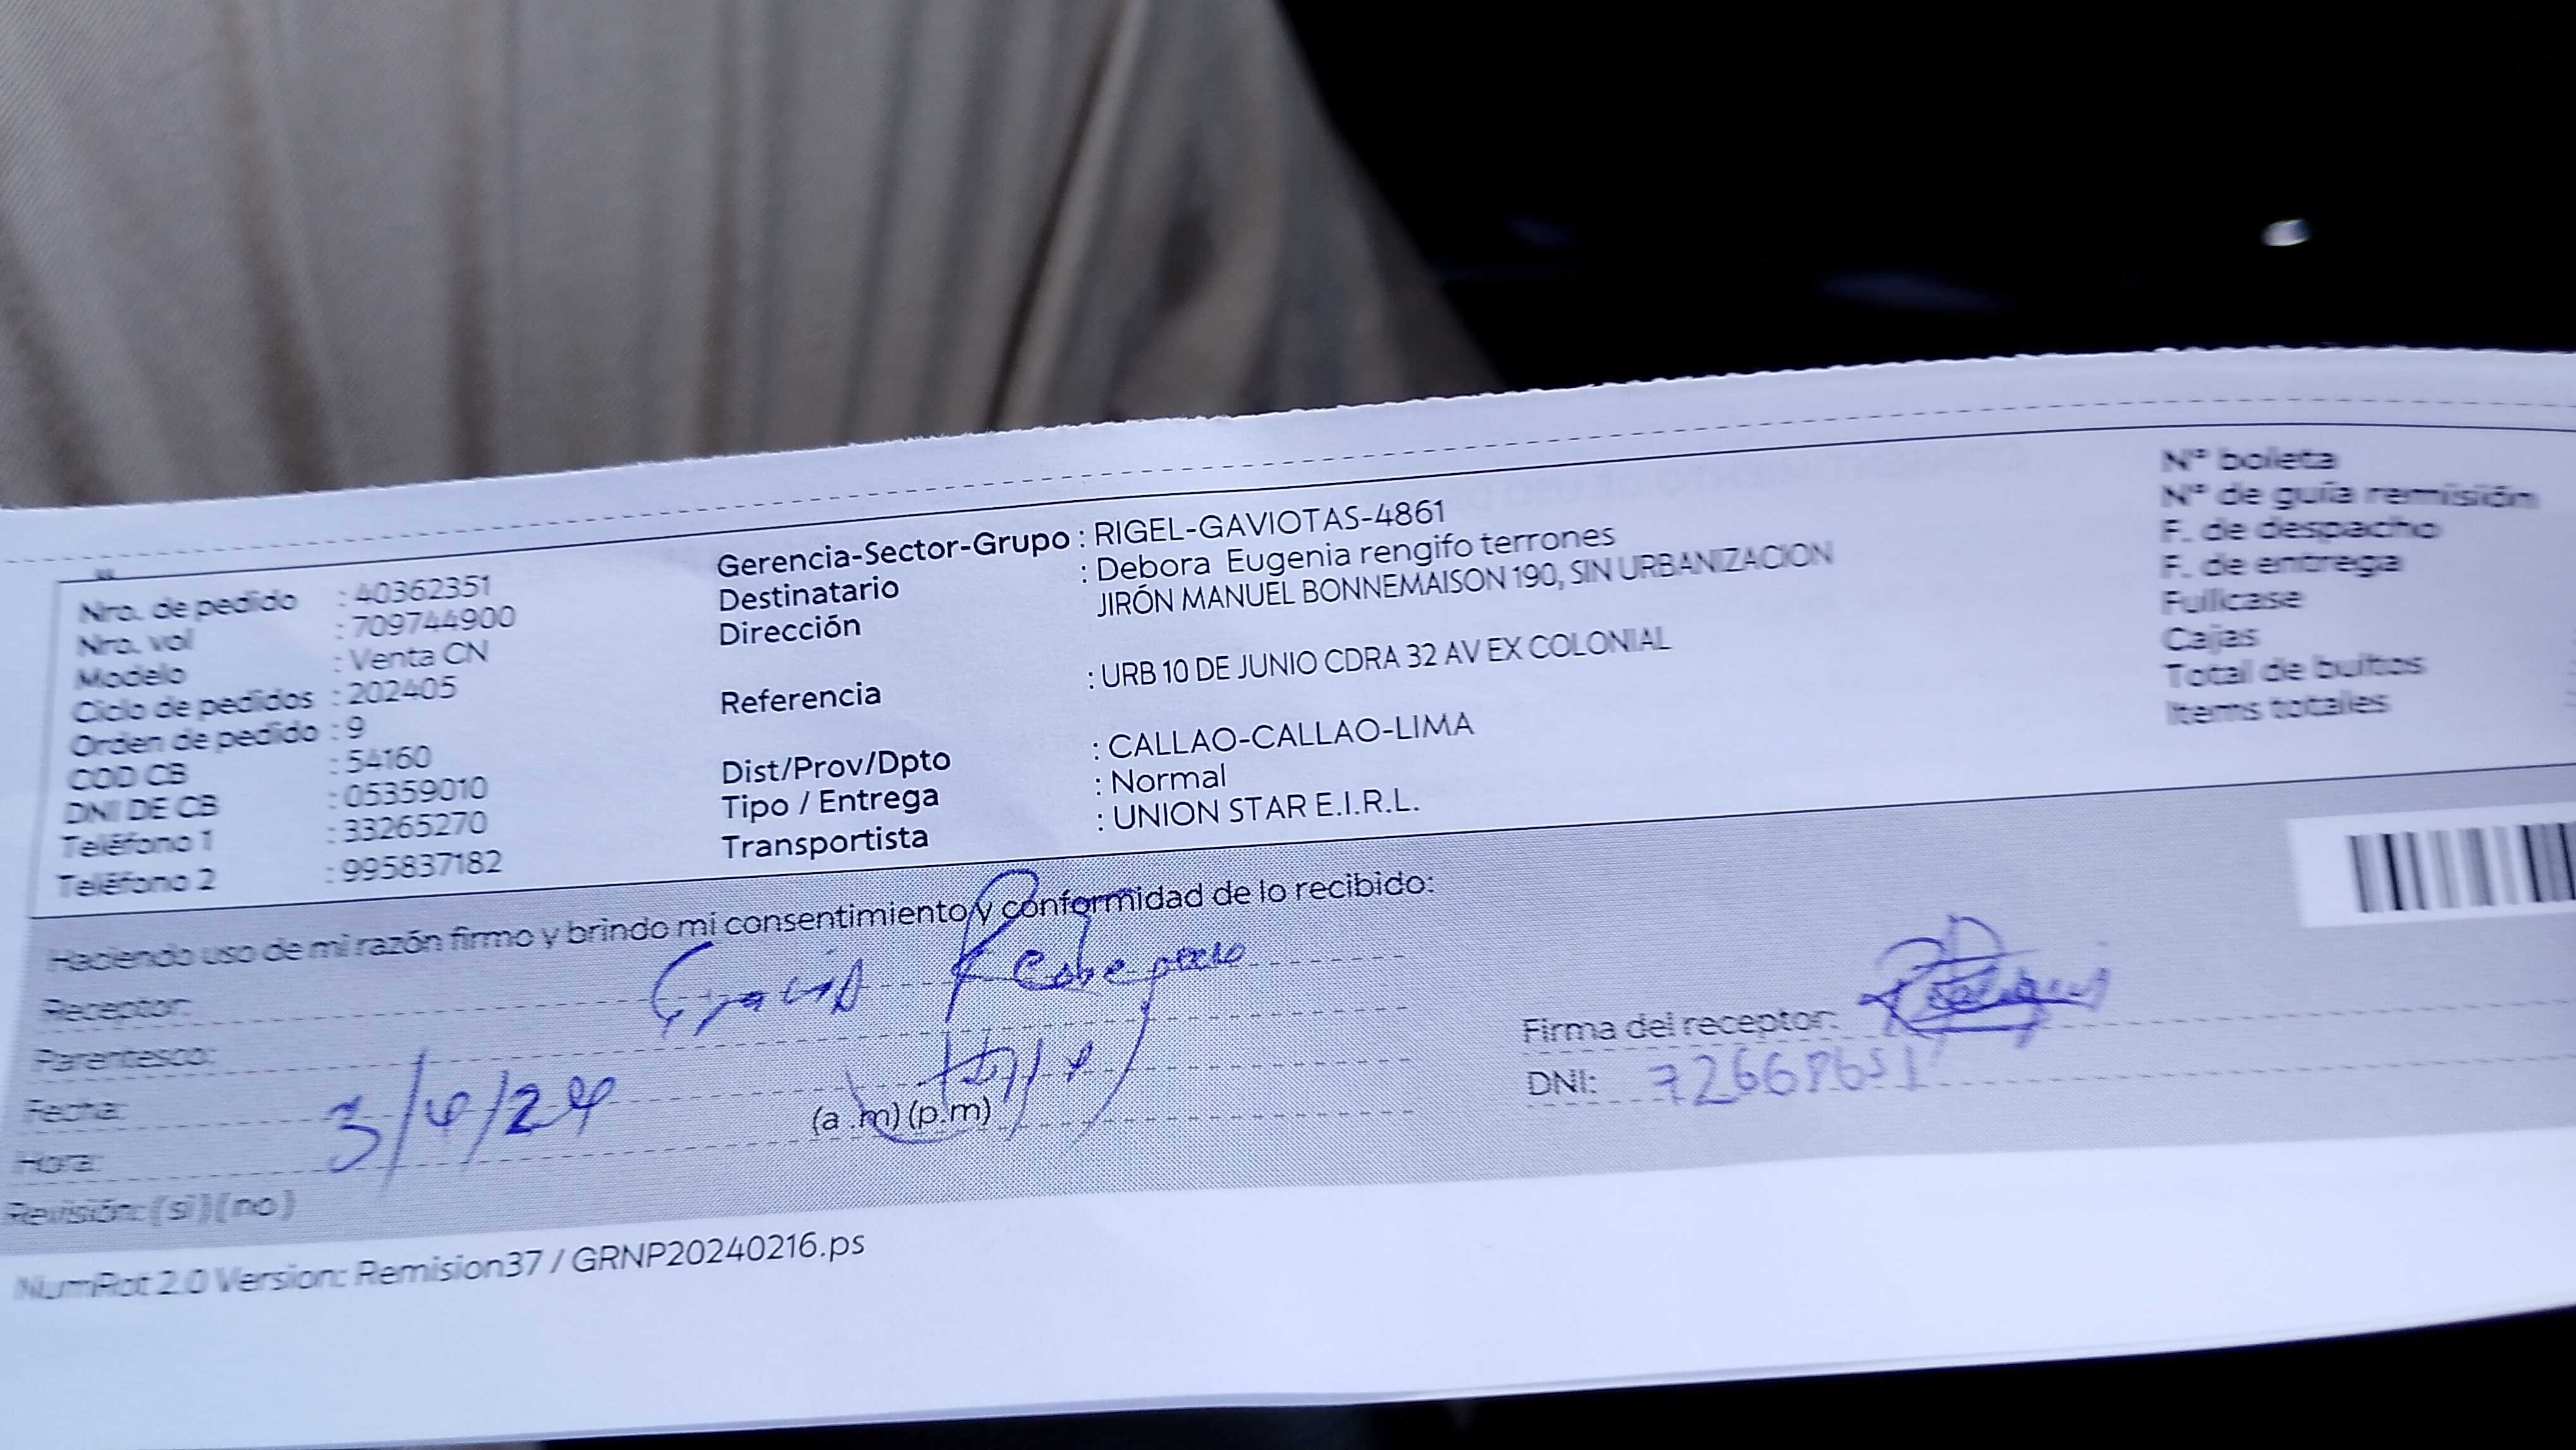 Nro. de pedido : 40362351
Nro. vol : 709744900
Modelo : Venta CN
Ciclo de pedidos : 202405
Orden de pedido : 9
COD CB : 54160
DNI DE CB : 05359010
Teléfono 1 : 33265270
Teléfono 2 : 995837182
Gerencia-Sector-Grupo : RIGEL-GAVIOTAS-4861
Destinatario : Debora Eugenia rengifo terrones
Dirección JIRÓN MANUEL BONNEMAISON 190, SIN URBANIZACION
Referencia : URB 10 DE JUNIO CDRA 32 AV EX COLONIAL
Dist/Prov/Dpto : CALLAO-CALLAO-LIMA
Tipo / Entrega : Normal
Transportista : UNION STAR E.I.R.L.
N° boleta
N° de guía remisión
F. de despacho
F. de entrega
Fullcase
Cajas
Total de bultos
Items totales
Haciendo uso de mi razón firmo y brindo mi consentimiento y conformidad de lo recibido:
Receptor:
Parentesco:
Fecha: 3/4/24
Hora: (a .m) (p.m)
Revisión: (si) (no)
Firma del receptor:
DNI:
NumRot 2.0 Version: Remision37 / GRNP20240216.ps